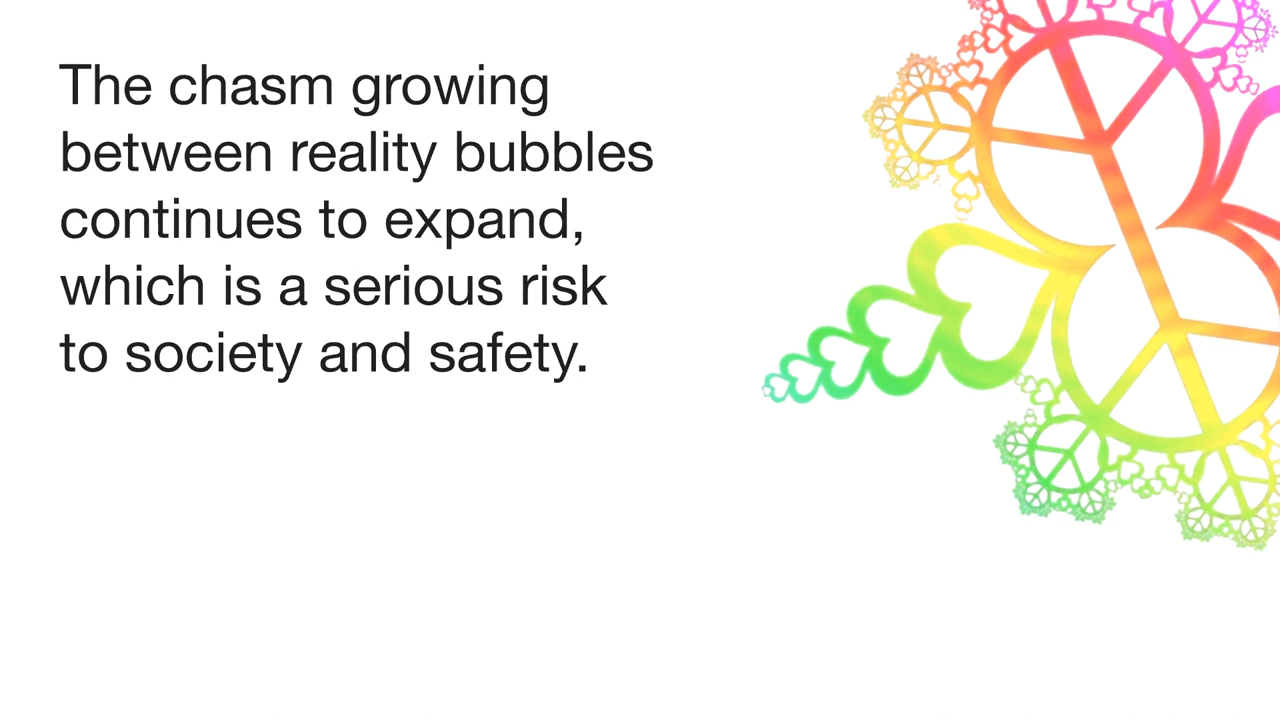 The chasm growing
between reality bubbles
continues to expand,
which is a serious risk
to society and safety.